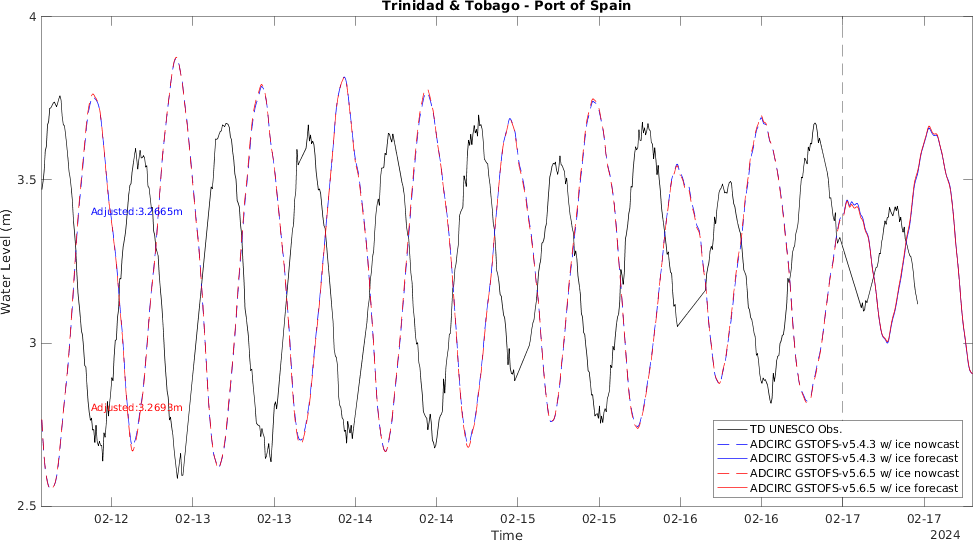 Trinidad & Tobago - Port of Spain
4
3.5
3
2.5
Water Level (m)
Adjusted:3.2665m
Adjusted:3.2693m
TD UNESCO Obs.
ADCIRC GSTOFS-v5.4.3 w/ ice nowcast
ADCIRC GSTOFS-v5.4.3 w/ ice forecast
ADCIRC GSTOFS-v5.6.5 w/ ice nowcast
ADCIRC GSTOFS-v5.6.5 w/ ice forecast
02-12 02-13 02-13 02-14 02-14 02-15 02-15 02-16 02-16 02-17 02-17
Time
2024